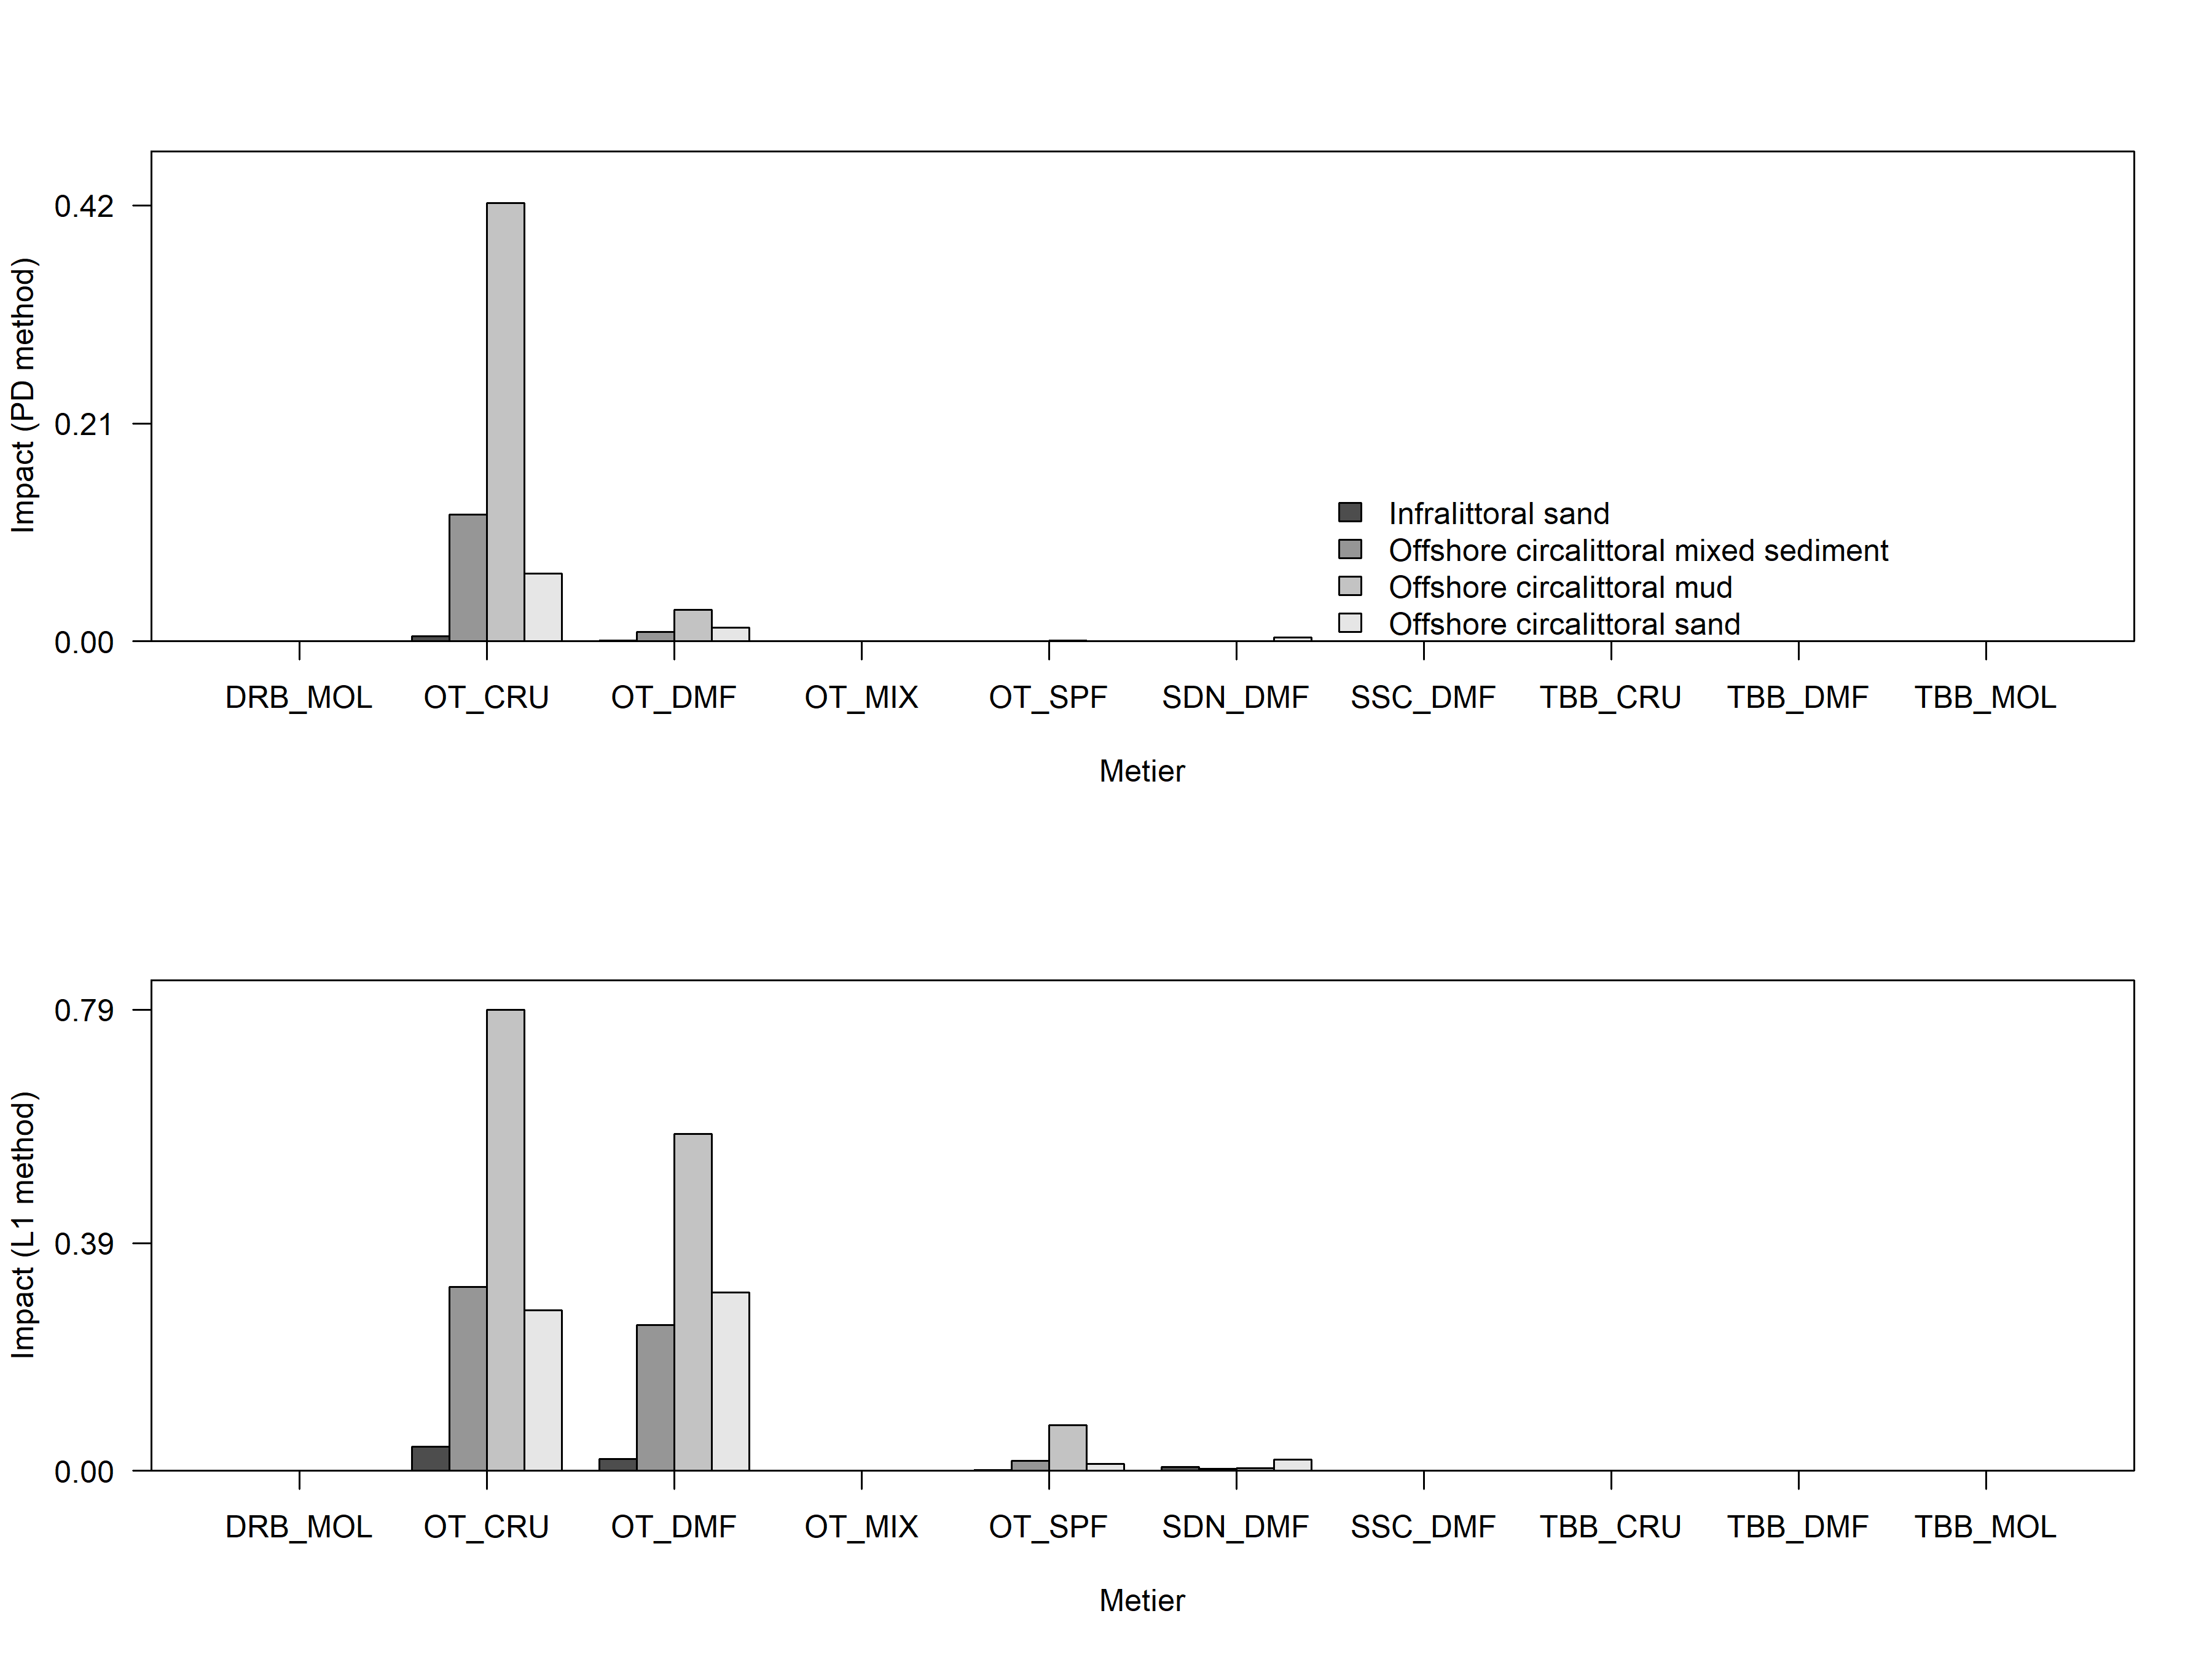 Impact (PD method)
0.42
0.21
0.00
Infralittoral sand
Offshore circalittoral mixed sediment
Offshore circalittoral mud
Offshore circalittoral sand
DRB_MOL OT_CRU OT_DMF OT_MIX OT_SPF SDN_DMF SSC_DMF TBB_CRU TBB_DMF TBB_MOL
Metier
Impact (L1 method)
0.79
0.39
0.00
DRB_MOL OT_CRU OT_DMF OT_MIX OT_SPF SDN_DMF SSC_DMF TBB_CRU TBB_DMF TBB_MOL
Metier